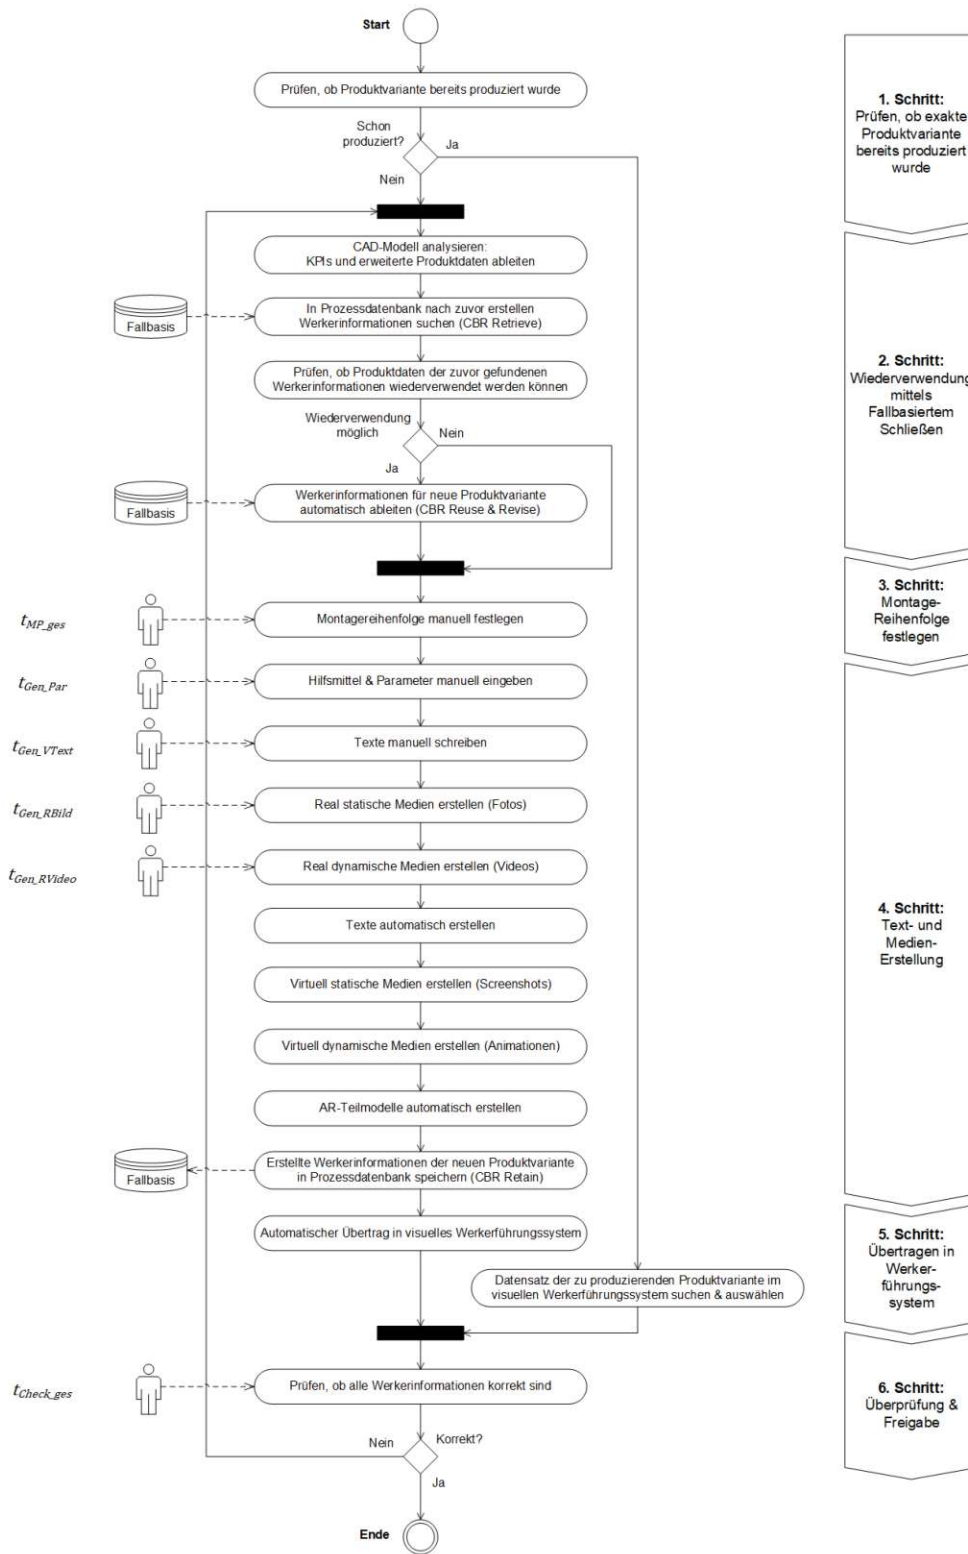 Start
Prüfen, ob Produktvariante bereits produziert wurde
Schon
produziert?
Ja
Nein
CAD-Modell analysieren:
KPIs und erweiterte Produktdaten ableiten
Fallbasis
In Prozessdatenbank nach zuvor erstellen
Werkerinformationen suchen (CBR Retrieve)
Prüfen, ob Produktdaten der zuvor gefundenen
Werkerinformationen wiederverwendet werden können
Wiederverwendung
möglich
Nein
Ja
Fallbasis
Werkerinformationen für neue Produktvariante
automatisch ableiten (CBR Reuse & Revise)
t_MP_ges
Montagereihenfolge manuell festlegen
t_Gen_Par
Hilfsmittel & Parameter manuell eingeben
t_Gen_VText
Texte manuell schreiben
t_Gen_RBild
Real statische Medien erstellen (Fotos)
t_Gen_RVideo
Real dynamische Medien erstellen (Videos)
Texte automatisch erstellen
Virtuell statische Medien erstellen (Screenshots)
Virtuell dynamische Medien erstellen (Animationen)
AR-Teilmodelle automatisch erstellen
Fallbasis
Erstellte Werkerinformationen der neuen Produktvariante
in Prozessdatenbank speichern (CBR Retain)
Automatischer Übertrag in visuelles Werkerführungssystem
Datensatz der zu produzierenden Produktvariante im
visuellen Werkerführungssystem suchen & auswählen
t_Check_ges
Prüfen, ob alle Werkerinformationen korrekt sind
Nein
Korrekt?
Ja
Ende
1. Schritt:
Prüfen, ob exakte
Produktvariante
bereits produziert
wurde
2. Schritt:
Wiederverwendung
mittels
Fallbasiertem
Schließen
3. Schritt:
Montage-
Reihenfolge
festlegen
4. Schritt:
Text- und
Medien-
Erstellung
5. Schritt:
Übertragen in
Werker-
führungs-
system
6. Schritt:
Überprüfung &
Freigabe